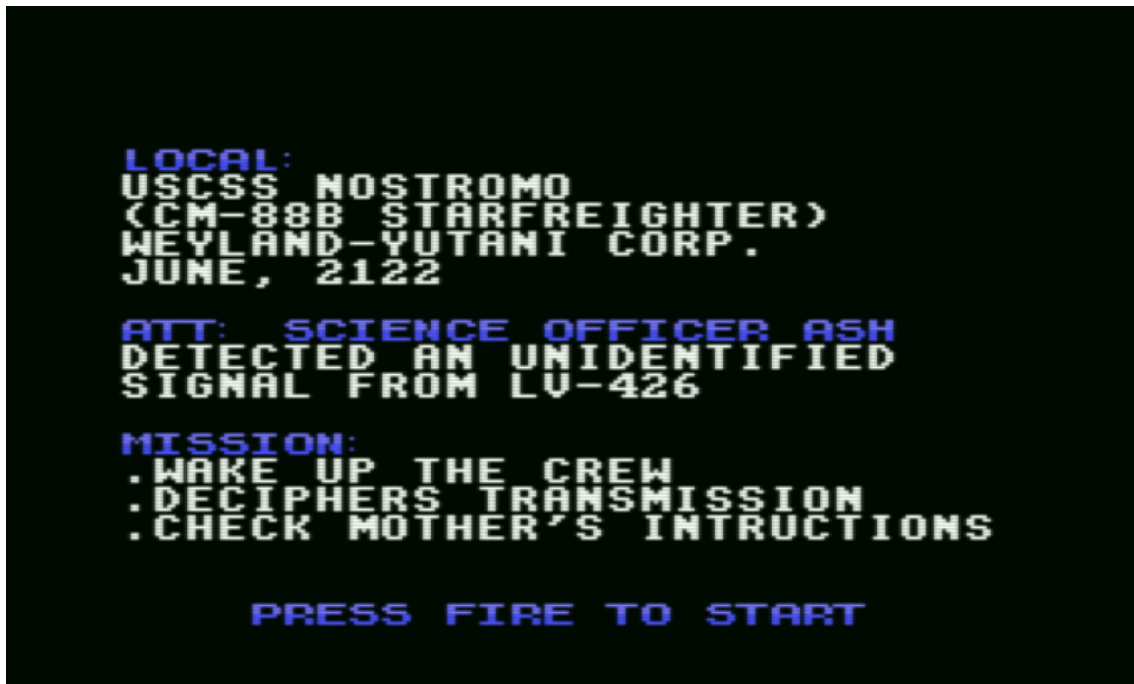 LOCAL:
USCSS NOSTROMO
(CM-88B STARFREIGHTER)
WEYLAND-YUTANI CORP.
JUNE, 2122
ATT: SCIENCE OFFICER ASH
DETECTED AN UNIDENTIFIED
SIGNAL FROM LV-426
MISSION:
.WAKE UP THE CREW
.DECIPHERS TRANSMISSION
.CHECK MOTHER'S INTRUCTIONS
PRESS FIRE TO START